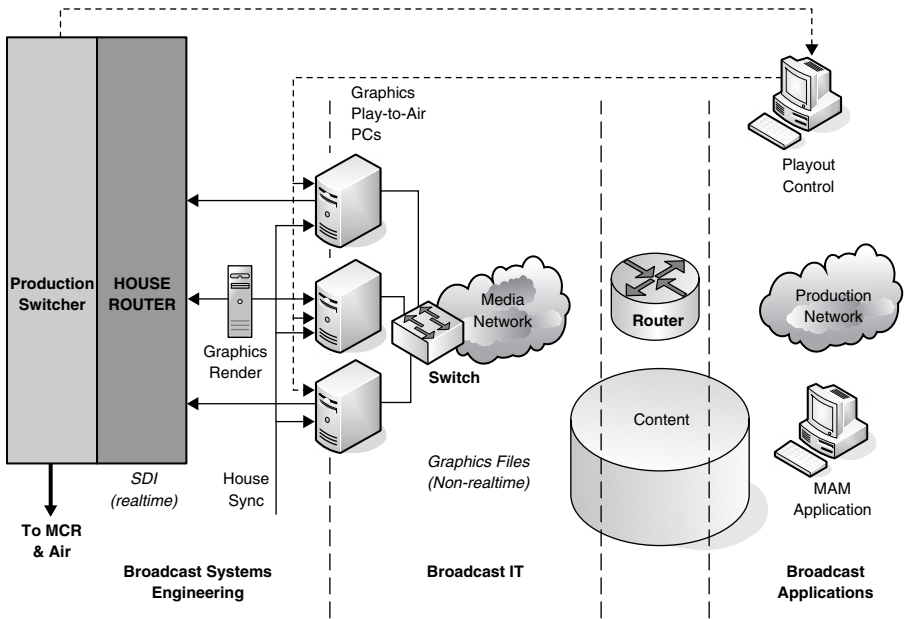 Graphics
Play-to-Air
PCs
Playout
Control
Production
Switcher
HOUSE
ROUTER
Graphics
Render
Media
Network
Switch
Router
Production
Network
Content
SDI
(realtime)
House
Sync
Graphics Files
(Non-realtime)
MAM
Application
To MCR
& Air
Broadcast Systems
Engineering
Broadcast IT
Broadcast
Applications